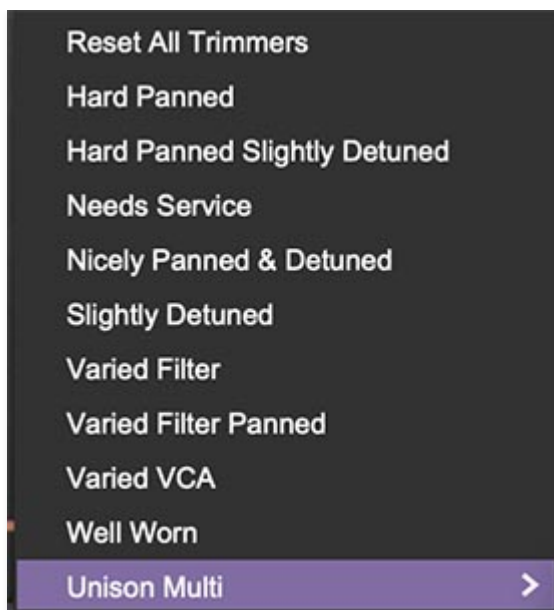 Reset All Trimmers
Hard Panned
Hard Panned Slightly Detuned
Needs Service
Nicely Panned & Detuned
Slightly Detuned
Varied Filter
Varied Filter Panned
Varied VCA
Well Worn
Unison Multi